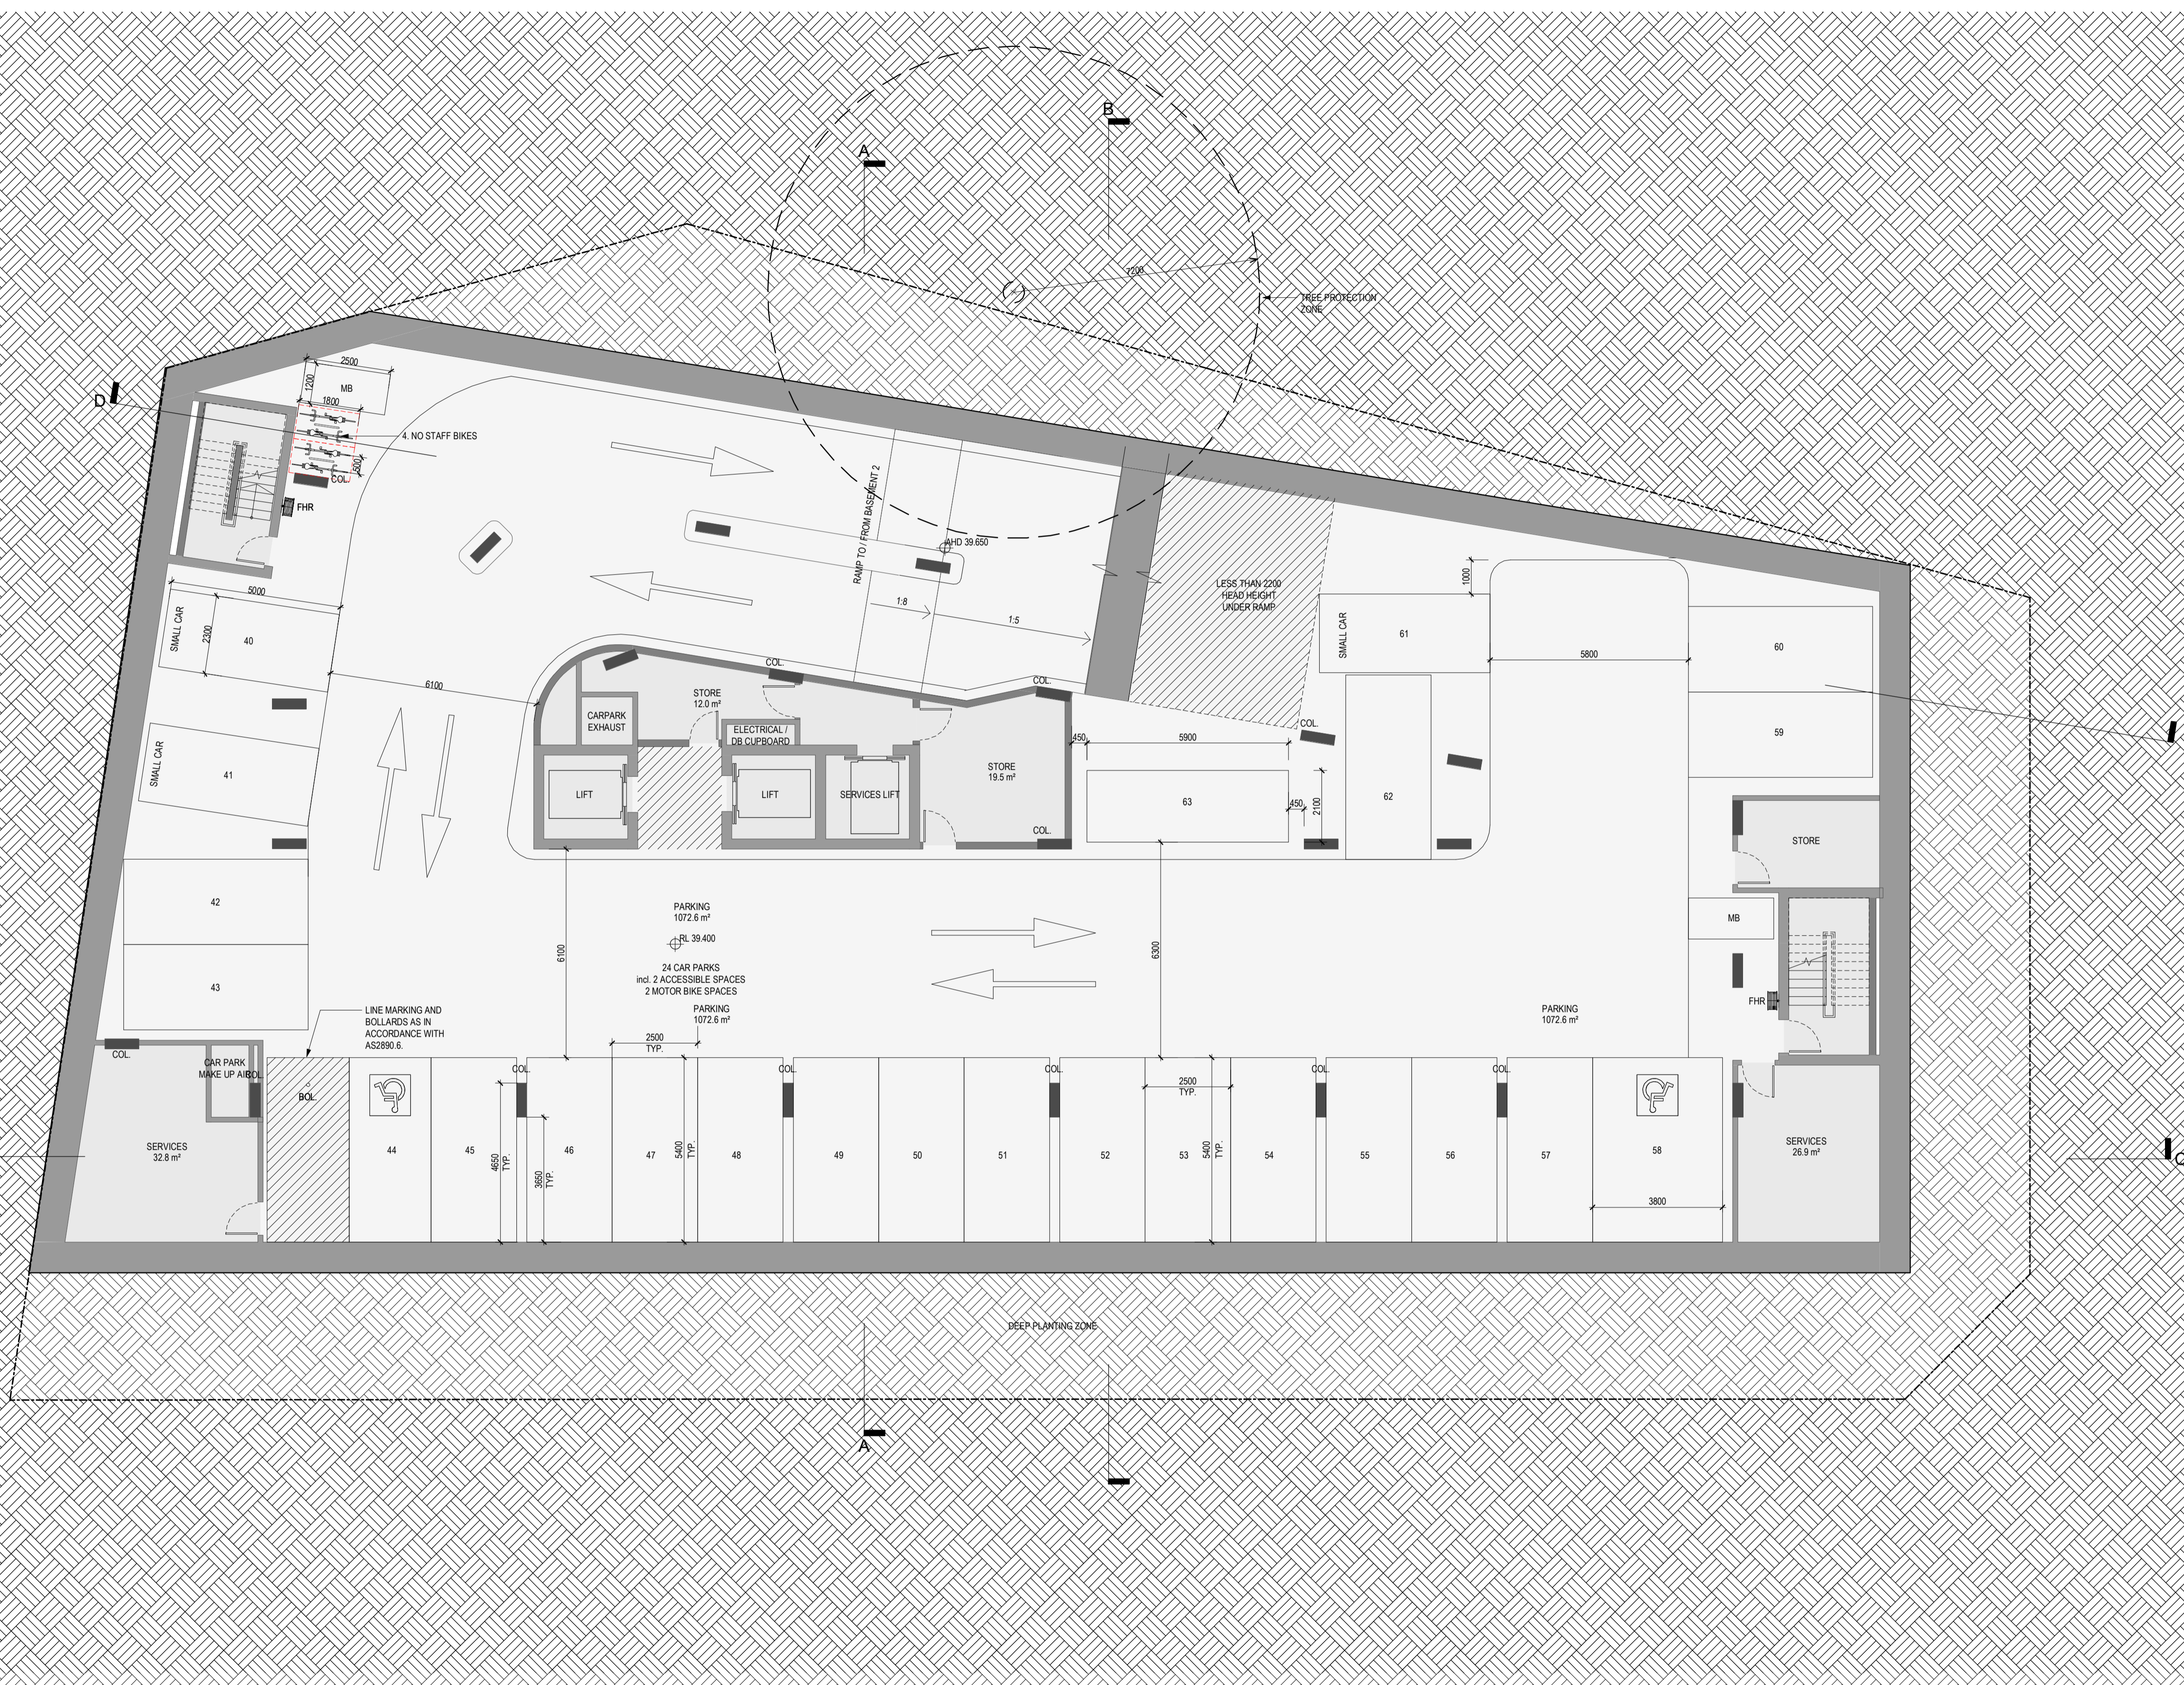 B
A
7200
TREE PROTECTION
ZONE
D
2500
1200
MB
1800
4. NO STAFF BIKES
500
COL.
FHR
RAMP TO / FROM BASEMENT 2
AHD 39.650
1:8
1:5
LESS THAN 2200
HEAD HEIGHT
UNDER RAMP
1000
5000
SMALL CAR
2300
40
SMALL CAR
61
5800
60
6100
COL.
COL.
STORE
12.0 m²
CARPARK
EXHAUST
ELECTRICAL /
DB CUPBOARD
COL.
450
5900
59
SMALL CAR
41
STORE
19.5 m²
LIFT
LIFT
SERVICES LIFT
63
450
2100
62
COL.
STORE
42
PARKING
1072.6 m²
RL 39.400
MB
6100
6300
24 CAR PARKS
incl. 2 ACCESSIBLE SPACES
2 MOTOR BIKE SPACES
43
FHR
LINE MARKING AND
BOLLARDS AS IN
ACCORDANCE WITH
AS2890.6.
PARKING
1072.6 m²
PARKING
1072.6 m²
2500
TYP.
COL.
CAR PARK
MAKE UP AIR
COL.
COL.
COL.
COL.
COL.
COL.
2500
TYP.
BOL.
SERVICES
32.8 m²
44
45
4650
TYP.
3650
TYP.
46
47
5400
TYP.
48
49
50
51
52
53
5400
TYP.
54
55
56
57
58
3800
SERVICES
26.9 m²
C
DEEP PLANTING ZONE
A